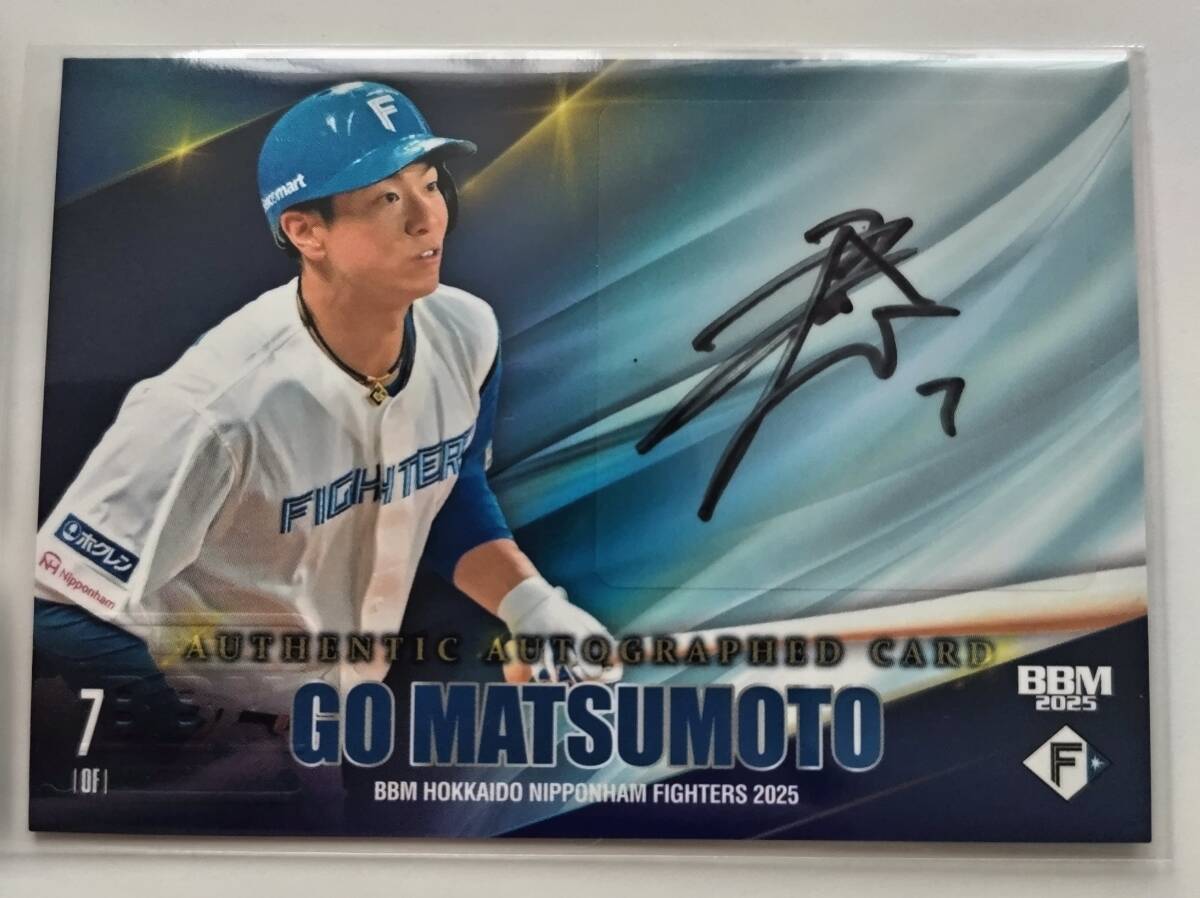 F
FIGHTERS
ホクレン
Nipponham
7
AUTHENTIC AUTOGRAPHED CARD
7
|OF|
GO MATSUMOTO
BBM HOKKAIDO NIPPONHAM FIGHTERS 2025
BBM
2025
F